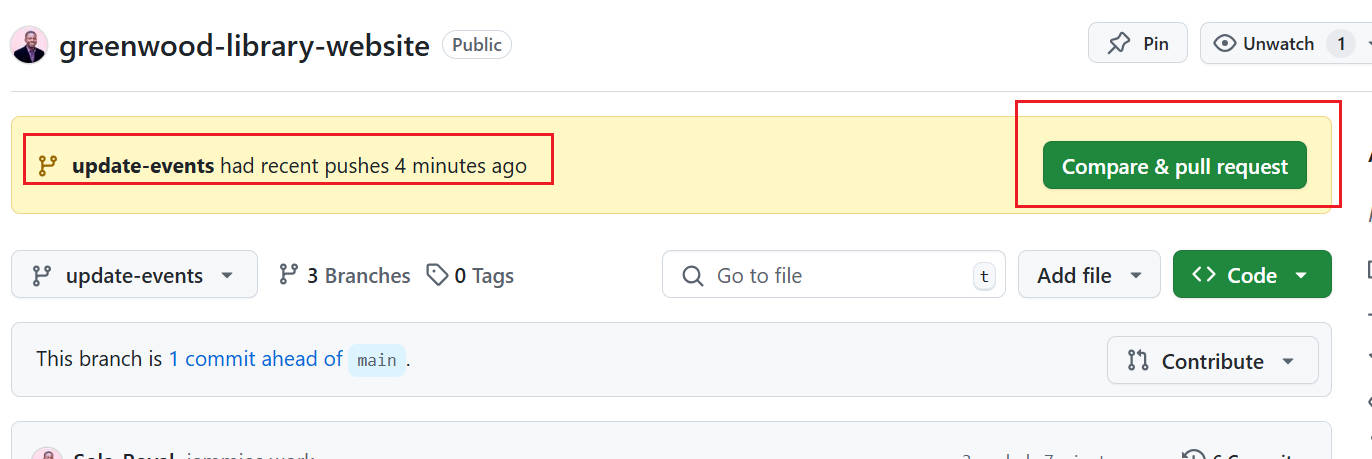 greenwood-library-website Public Pin Unwatch 1
update-events had recent pushes 4 minutes ago Compare & pull request
update-events 3 Branches 0 Tags Go to file t Add file Code
This branch is 1 commit ahead of main. Contribute